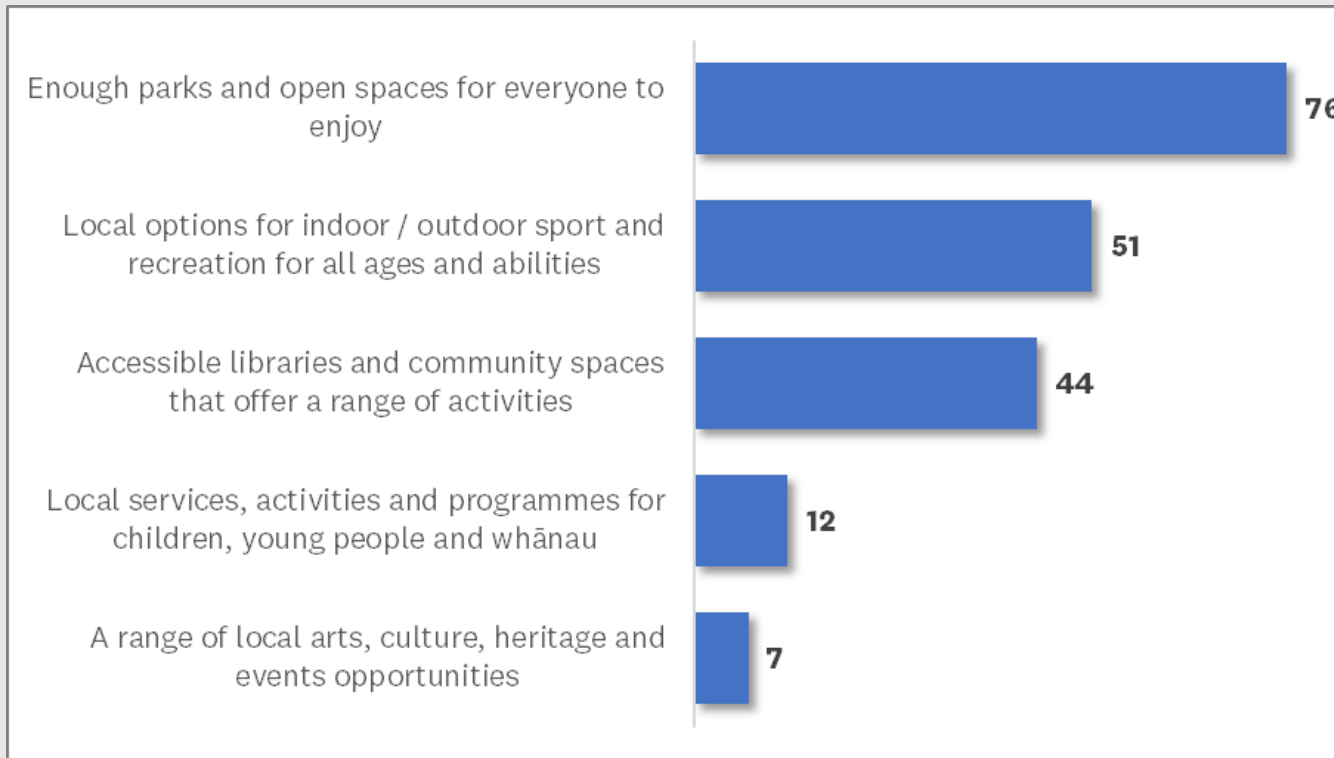 Enough parks and open spaces for everyone to
enjoy
76
Local options for indoor / outdoor sport and
recreation for all ages and abilities
51
Accessible libraries and community spaces
that offer a range of activities
44
Local services, activities and programmes for
children, young people and whānau
12
A range of local arts, culture, heritage and
events opportunities
7